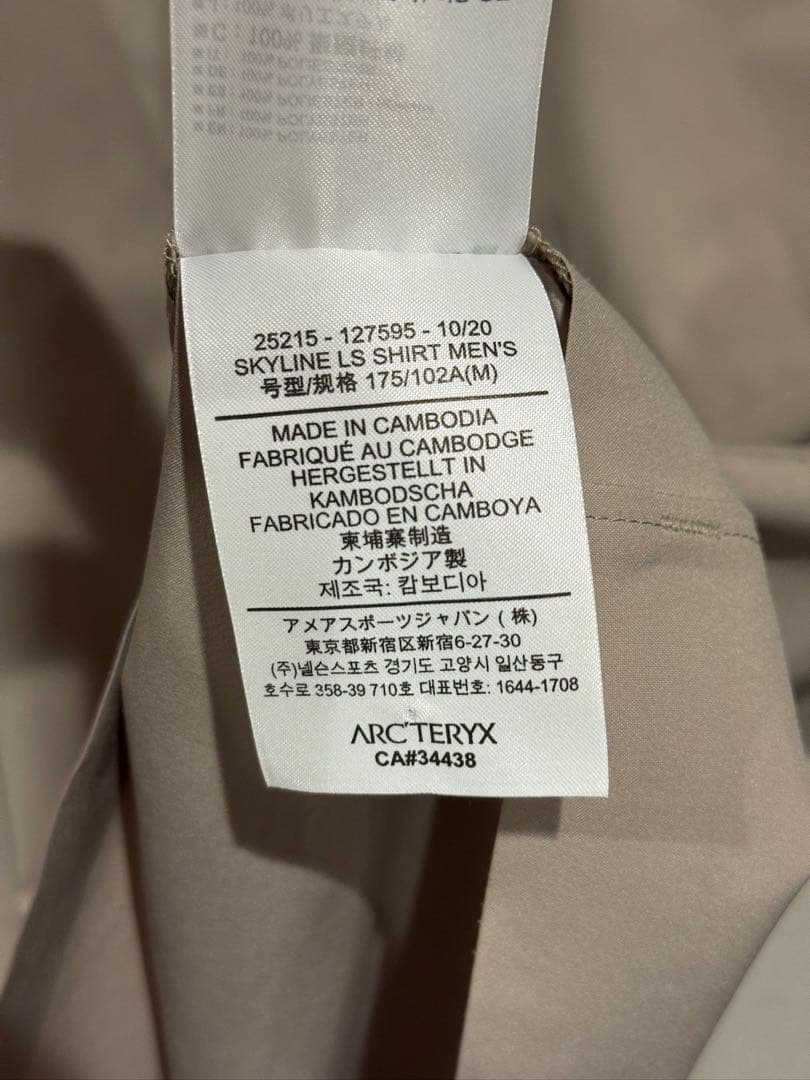 25215 - 127595 - 10/20
SKYLINE LS SHIRT MEN'S
号型/规格 175/102A(M)
MADE IN CAMBODIA
FABRIQUÉ AU CAMBODGE
HERGESTELLT IN
KAMBODSCHA
FABRICADO EN CAMBOYA
柬埔寨制造
カンボジア製
제조국: 캄보디아
アメアスポーツジャパン ( 株)
東京都新宿区新宿6-27-30
(주)넬슨스포츠 경기도 고양시 일산동구
호수로 358-39 710호 대표번호: 1644-1708
ARC'TERYX
CA#34438